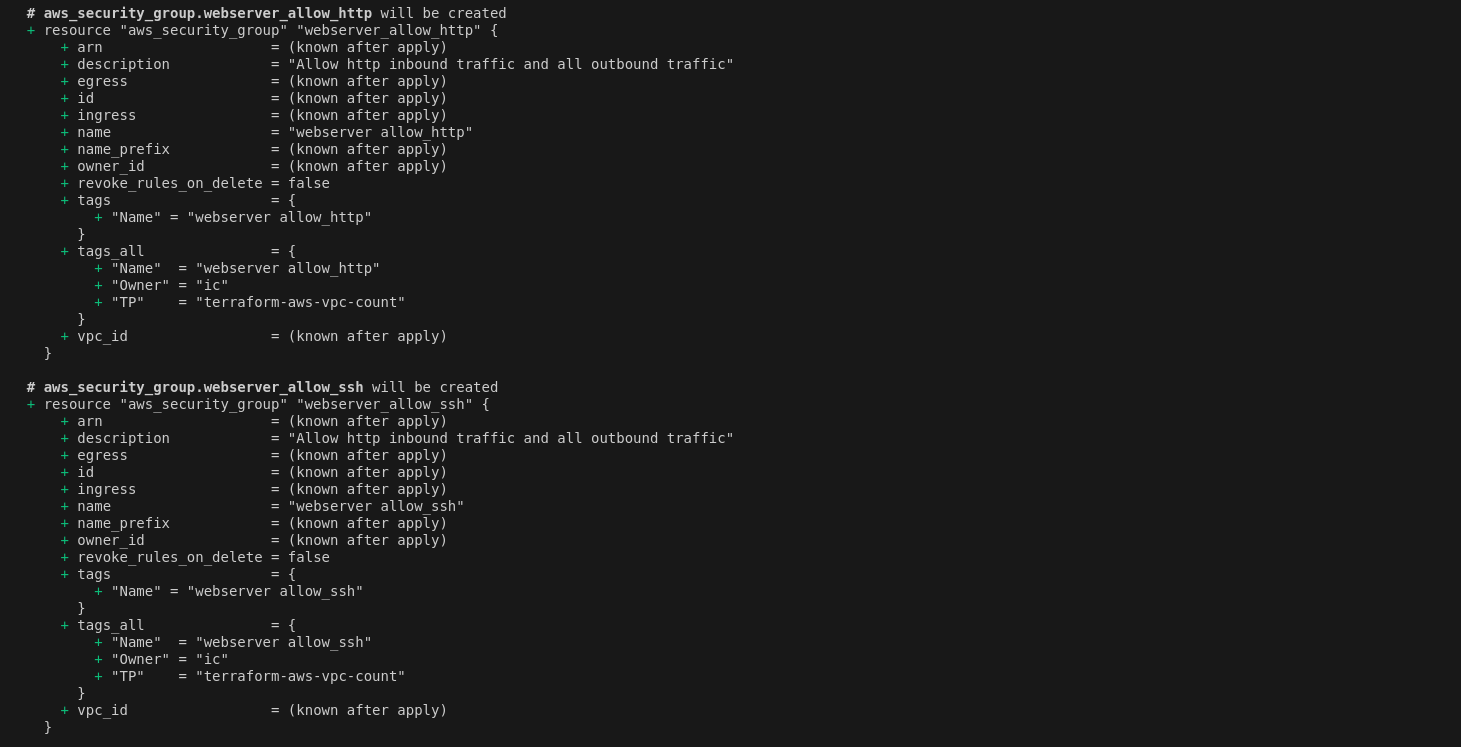 # aws_security_group.webserver_allow_http will be created
+ resource "aws_security_group" "webserver_allow_http" {
    + arn                    = (known after apply)
    + description            = "Allow http inbound traffic and all outbound traffic"
    + egress                 = (known after apply)
    + id                     = (known after apply)
    + ingress                = (known after apply)
    + name                   = "webserver allow_http"
    + name_prefix            = (known after apply)
    + owner_id               = (known after apply)
    + revoke_rules_on_delete = false
    + tags                   = {
        + "Name" = "webserver allow_http"
      }
    + tags_all               = {
        + "Name"  = "webserver allow_http"
        + "Owner" = "ic"
        + "TP"    = "terraform-aws-vpc-count"
      }
    + vpc_id                 = (known after apply)
  }

# aws_security_group.webserver_allow_ssh will be created
+ resource "aws_security_group" "webserver_allow_ssh" {
    + arn                    = (known after apply)
    + description            = "Allow http inbound traffic and all outbound traffic"
    + egress                 = (known after apply)
    + id                     = (known after apply)
    + ingress                = (known after apply)
    + name                   = "webserver allow_ssh"
    + name_prefix            = (known after apply)
    + owner_id               = (known after apply)
    + revoke_rules_on_delete = false
    + tags                   = {
        + "Name" = "webserver allow_ssh"
      }
    + tags_all               = {
        + "Name"  = "webserver allow_ssh"
        + "Owner" = "ic"
        + "TP"    = "terraform-aws-vpc-count"
      }
    + vpc_id                 = (known after apply)
  }